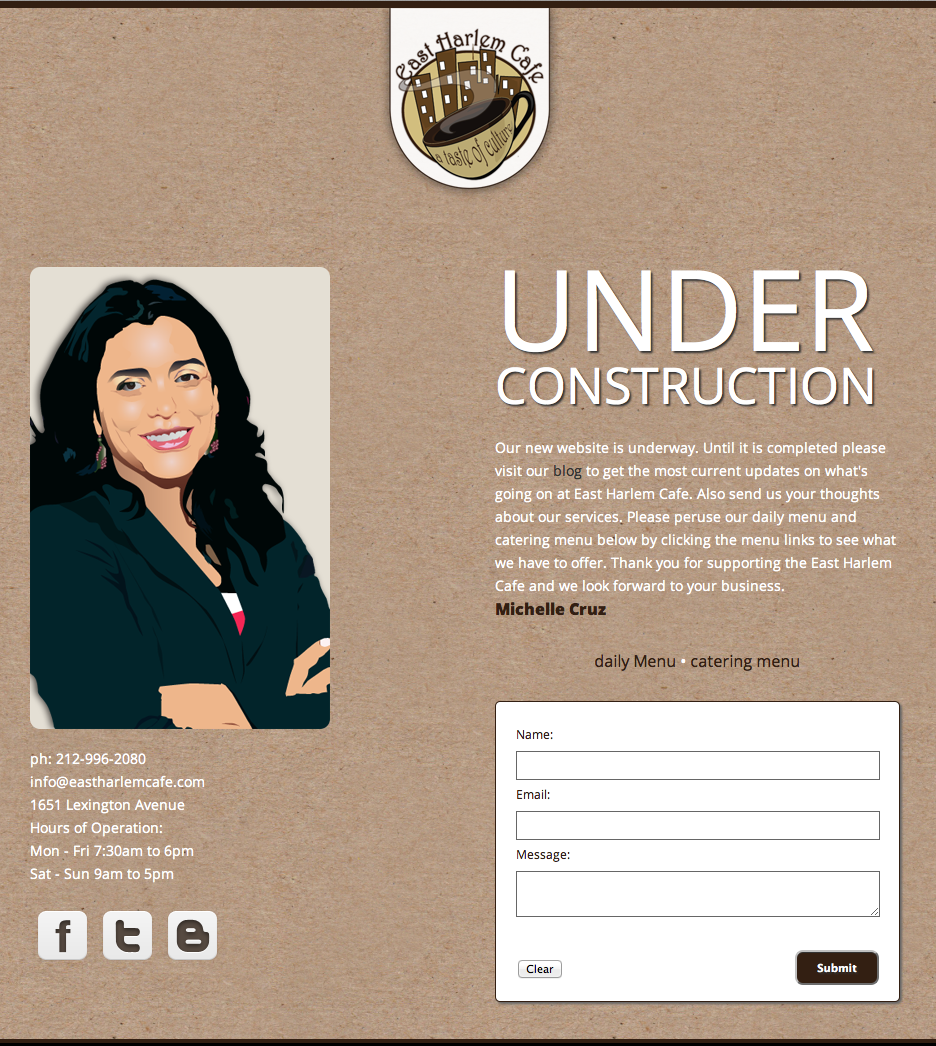 East Harlem Cafe
a taste of culture
UNDER
CONSTRUCTION
Our new website is underway. Until it is completed please
visit our blog to get the most current updates on what's
going on at East Harlem Cafe. Also send us your thoughts
about our services. Please peruse our daily menu and
catering menu below by clicking the menu links to see what
we have to offer. Thank you for supporting the East Harlem
Cafe and we look forward to your business.
Michelle Cruz
daily Menu • catering menu
Name:
Email:
Message:
Clear
Submit
ph: 212-996-2080
info@eastharlemcafe.com
1651 Lexington Avenue
Hours of Operation:
Mon - Fri 7:30am to 6pm
Sat - Sun 9am to 5pm
f t B